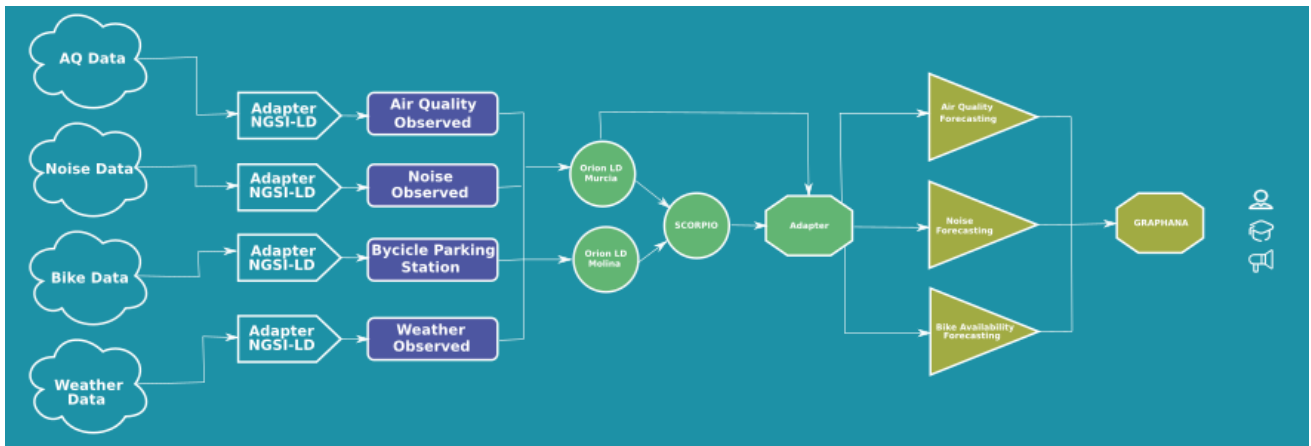 AQ Data
Adapter
NGSI-LD
Air Quality
Observed
Noise Data
Adapter
NGSI-LD
Noise
Observed
Bike Data
Adapter
NGSI-LD
Bycicle Parking
Station
Weather
Data
Adapter
NGSI-LD
Weather
Observed
Orion LD
Murcia
Orion LD
Molina
SCORPIO
Adapter
Air Quality
Forecasting
Noise
Forecasting
Bike Availability
Forecasting
GRAPHANA